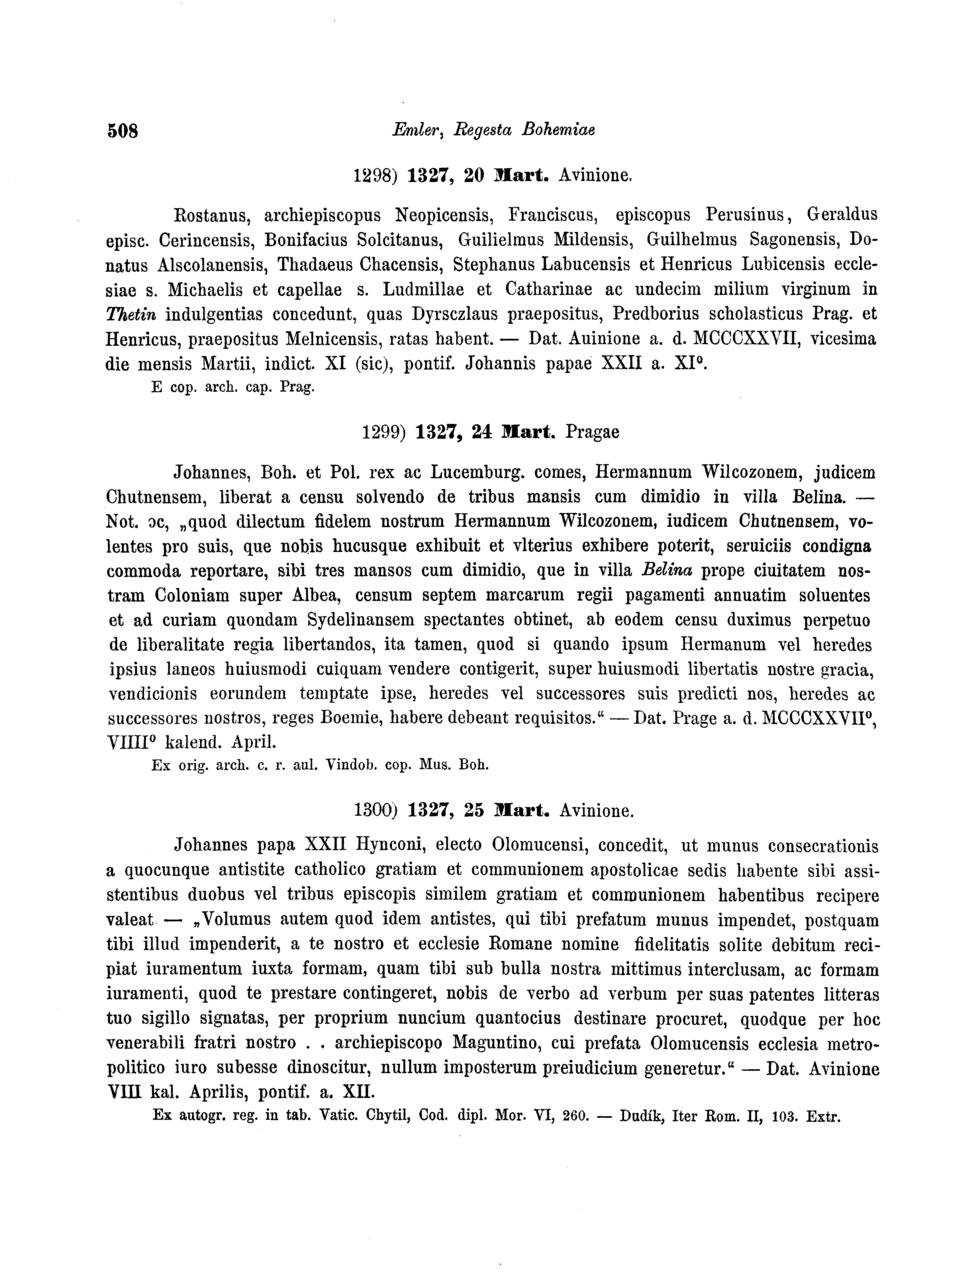 508 Emler, Regesta Bohemiae
1298) 1327, 20 Mart. Avinione.
Rostanus, archiepiscopus Neopicensis, Franciscus, episcopus Perusinus, Geraldus
episc. Cerincensis, Bonifacius Solcitanus, Guilielmus Mildensis, Guilhelmus Sagonensis, Do-
natus Alscolanensis, Thadaeus Chacensis, Stephanus Labucensis et Henricus Lubicensis eccle-
siae s. Michaelis et capellae s. Ludmillae et Catharinae ac undecim milium virginum in
Thetin indulgentias concedunt, quas Dyrsczlaus praepositus, Predborius scholasticus Prag. et
Henricus, praepositus Melnicensis, ratas habent. — Dat. Auinione a. d. MCCCXXVII, vicesima
die mensis Martii, indict. XI (sic), pontif. Johannis papae XXII a. XI⁰.
E cop. arch. cap. Prag.
1299) 1327, 24 Mart. Pragae
Johannes, Boh. et Pol. rex ac Lucemburg. comes, Hermannum Wilcozonem, judicem
Chutnensem, liberat a censu solvendo de tribus mansis cum dimidio in villa Belina. —
Not. ɔc, „quod dilectum fidelem nostrum Hermannum Wilcozonem, iudicem Chutnensem, vo-
lentes pro suis, que nobis hucusque exhibuit et vlterius exhibere poterit, seruiciis condigna
commoda reportare, sibi tres mansos cum dimidio, que in villa Belina prope ciuitatem nos-
tram Coloniam super Albea, censum septem marcarum regii pagamenti annuatim soluentes
et ad curiam quondam Sydelinansem spectantes obtinet, ab eodem censu duximus perpetuo
de liberalitate regia libertandos, ita tamen, quod si quando ipsum Hermanum vel heredes
ipsius laneos huiusmodi cuiquam vendere contigerit, super huiusmodi libertatis nostre gracia,
vendicionis eorundem temptate ipse, heredes vel successores suis predicti nos, heredes ac
successores nostros, reges Boemie, habere debeant requisitos.“ — Dat. Prage a. d. MCCCXXVII⁰,
VIIII⁰ kalend. April.
Ex orig. arch. c. r. aul. Vindob. cop. Mus. Boh.
1300) 1327, 25 Mart. Avinione.
Johannes papa XXII Hynconi, electo Olomucensi, concedit, ut munus consecrationis
a quocunque antistite catholico gratiam et communionem apostolicae sedis habente sibi assi-
stentibus duobus vel tribus episcopis similem gratiam et communionem habentibus recipere
valeat — „Volumus autem quod idem antistes, qui tibi prefatum munus impendet, postquam
tibi illud impenderit, a te nostro et ecclesie Romane nomine fidelitatis solite debitum reci-
piat iuramentum iuxta formam, quam tibi sub bulla nostra mittimus interclusam, ac formam
iuramenti, quod te prestare contingeret, nobis de verbo ad verbum per suas patentes litteras
tuo sigillo signatas, per proprium nuncium quantocius destinare procuret, quodque per hoc
venerabili fratri nostro . . archiepiscopo Maguntino, cui prefata Olomucensis ecclesia metro-
politico iuro subesse dinoscitur, nullum imposterum preiudicium generetur.“ — Dat. Avinione
VIII kal. Aprilis, pontif. a. XII.
Ex autogr. reg. in tab. Vatic. Chytil, Cod. dipl. Mor. VI, 260. — Dudík, Iter Rom. II, 103. Extr.